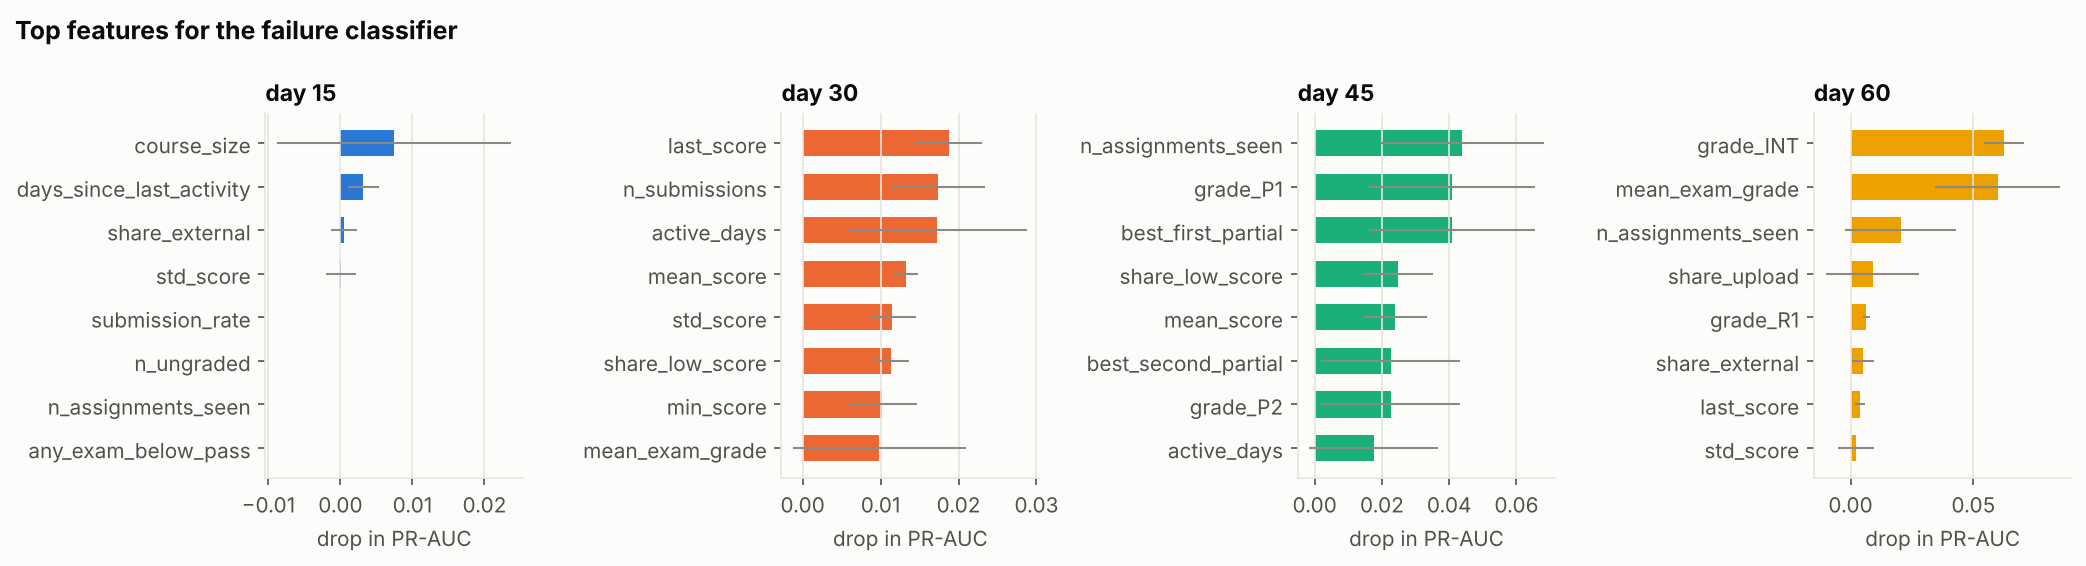 Top features for the failure classifier
day 15
course_size
days_since_last_activity
share_external
std_score
submission_rate
n_ungraded
n_assignments_seen
any_exam_below_pass
−0.01 0.00 0.01 0.02
drop in PR-AUC
day 30
last_score
n_submissions
active_days
mean_score
std_score
share_low_score
min_score
mean_exam_grade
0.00 0.01 0.02 0.03
drop in PR-AUC
day 45
n_assignments_seen
grade_P1
best_first_partial
share_low_score
mean_score
best_second_partial
grade_P2
active_days
0.00 0.02 0.04 0.06
drop in PR-AUC
day 60
grade_INT
mean_exam_grade
n_assignments_seen
share_upload
grade_R1
share_external
last_score
std_score
0.00 0.05
drop in PR-AUC